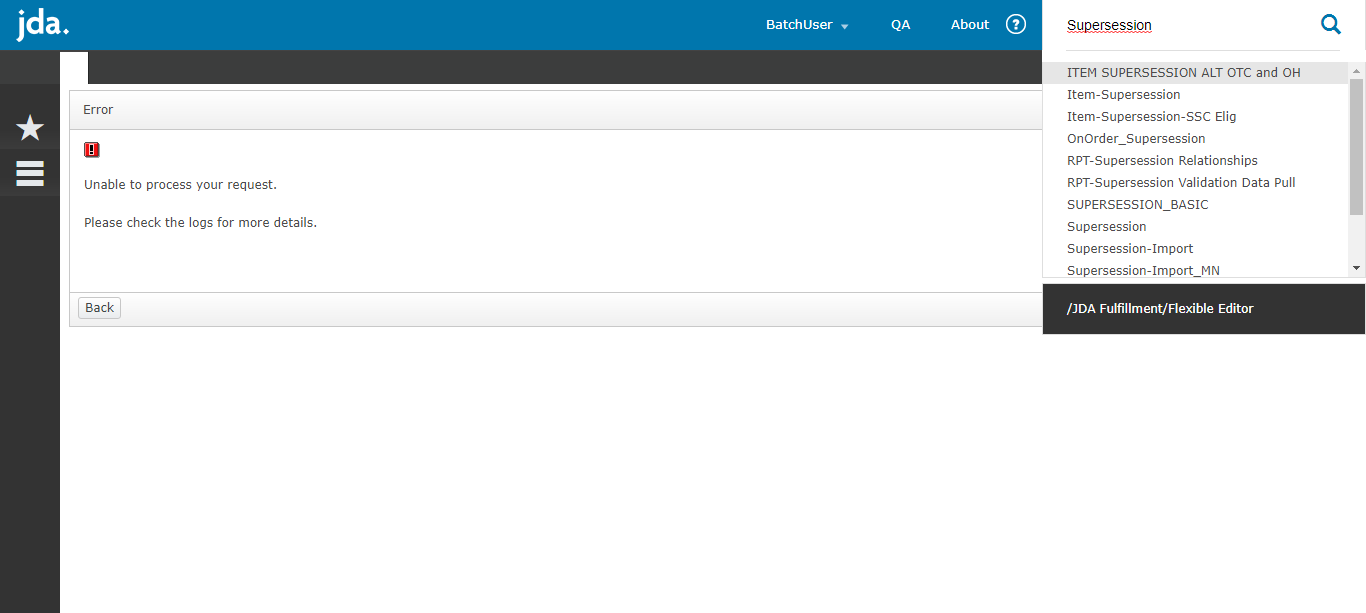 jda.
BatchUser
QA
About
?
Supersession
Error
!
Unable to process your request.
Please check the logs for more details.
Back
ITEM SUPERSESSION ALT OTC and OH
Item-Supersession
Item-Supersession-SSC Elig
OnOrder_Supersession
RPT-Supersession Relationships
RPT-Supersession Validation Data Pull
SUPERSESSION_BASIC
Supersession
Supersession-Import
Supersession-Import_MN
/JDA Fulfillment/Flexible Editor